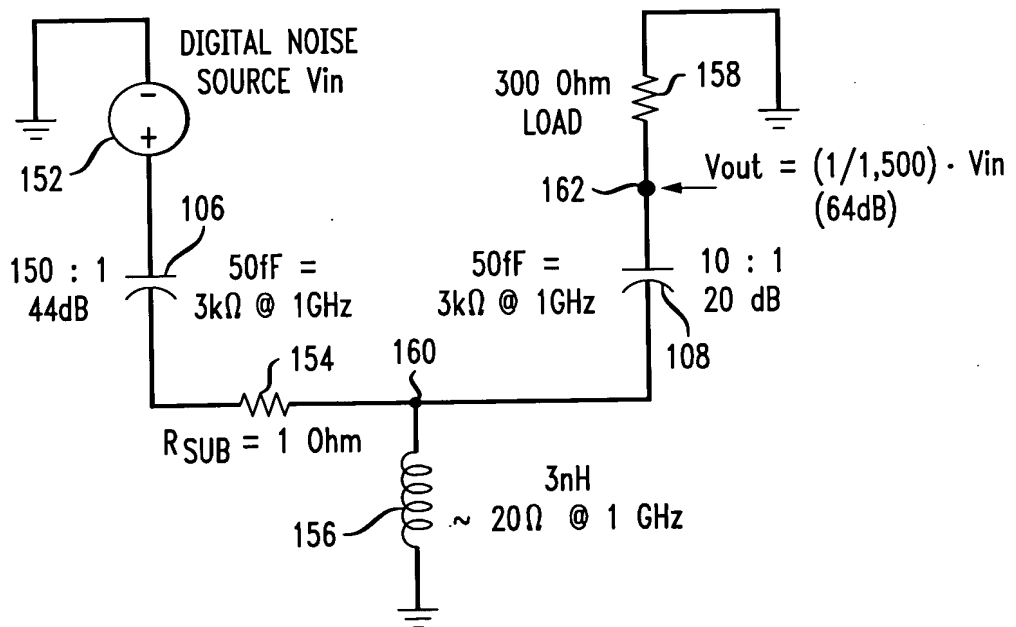 DIGITAL NOISE
SOURCE Vin
−
+
152
106
150 : 1
44dB
50fF =
3kΩ @ 1GHz
154
RSUB = 1 Ohm
160
156
3nH
~ 20Ω @ 1 GHz
300 Ohm
LOAD
158
162
Vout = (1/1,500) · Vin
(64dB)
50fF =
3kΩ @ 1GHz
10 : 1
20 dB
108